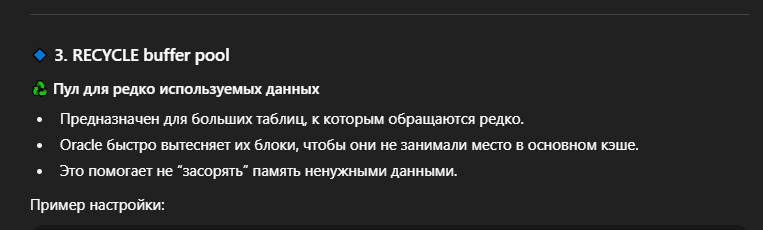 3. RECYCLE buffer pool
Пул для редко используемых данных
Предназначен для больших таблиц, к которым обращаются редко.
Oracle быстро вытесняет их блоки, чтобы они не занимали место в основном кэше.
Это помогает не “засорять” память ненужными данными.
Пример настройки: